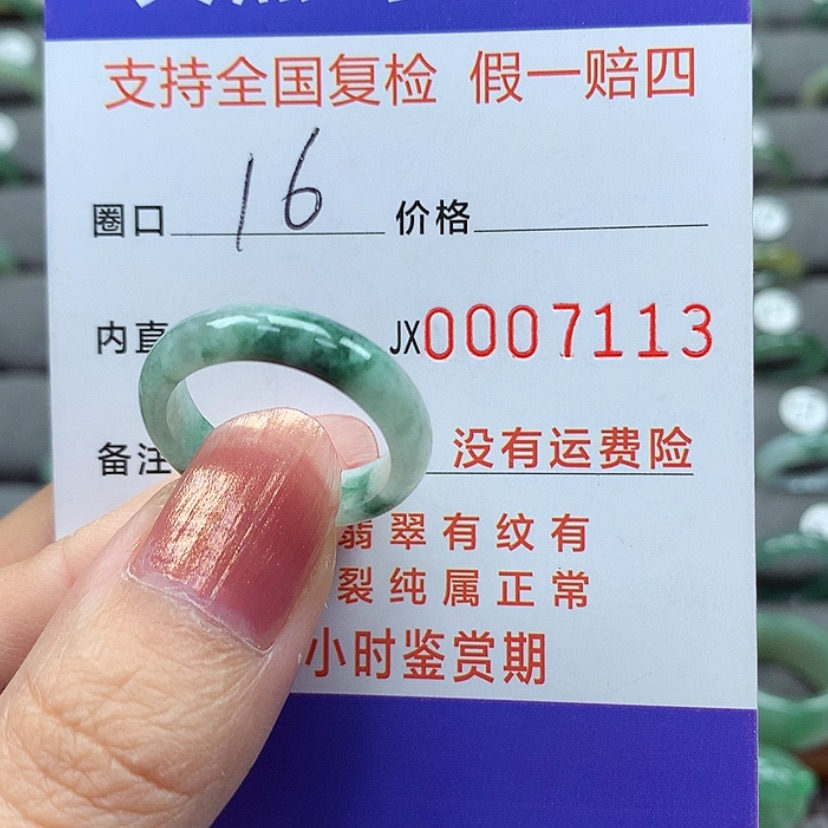 支持全国复检 假一赔四
圈口 16 价格
内直 JX0007113
备注 没有运费险
翡翠有纹有
裂纯属正常
小时鉴赏期